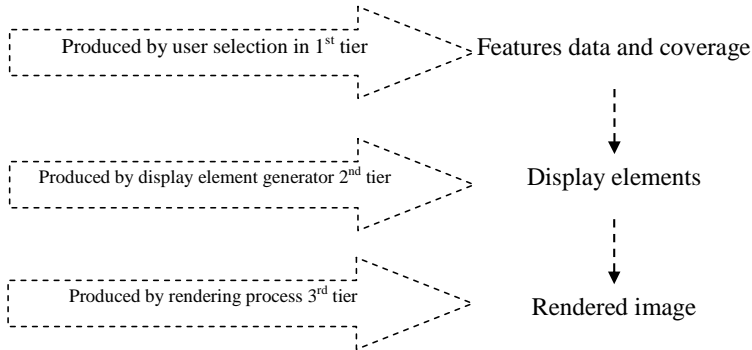 Produced by user selection in 1st tier
Features data and coverage
Produced by display element generator 2nd tier
Display elements
Produced by rendering process 3rd tier
Rendered image